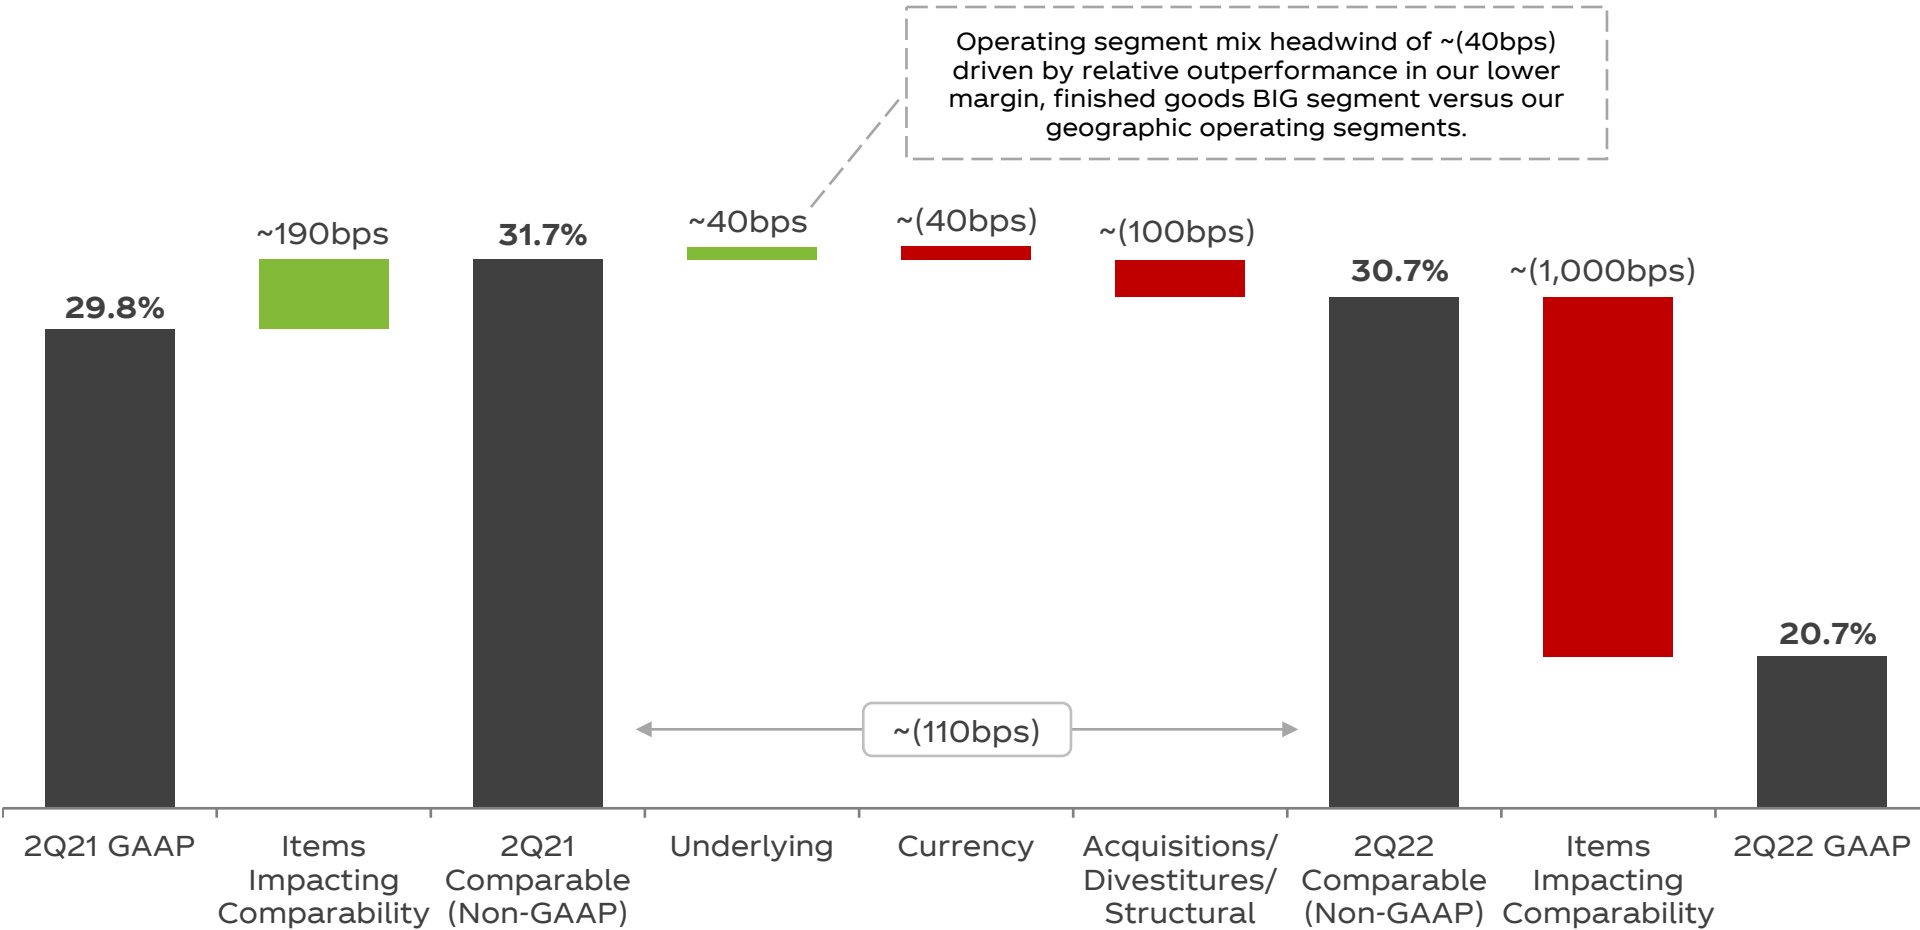 Operating segment mix headwind of ~(40bps)
driven by relative outperformance in our lower
margin, finished goods BIG segment versus our
geographic operating segments.
29.8%
~190bps
31.7%
~40bps
~(40bps)
~(100bps)
30.7%
~(1,000bps)
20.7%
~(110bps)
2Q21 GAAP
Items
Impacting
Comparability
2Q21
Comparable
(Non-GAAP)
Underlying
Currency
Acquisitions/
Divestitures/
Structural
2Q22
Comparable
(Non-GAAP)
Items
Impacting
Comparability
2Q22 GAAP